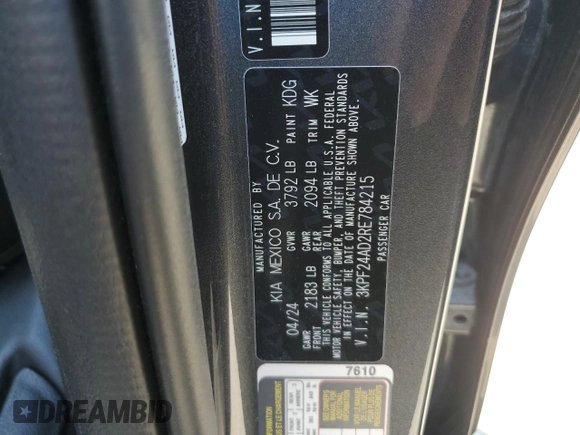 V.I.N
MANUFACTURED BY
KIA MEXICO S.A. DE C.V.
04/24 GVWR 3792 LB PAINT KDG
GAWR FRONT 2183 LB GAWR REAR 2094 LB TRIM WK
THIS VEHICLE CONFORMS TO ALL APPLICABLE U.S.A. FEDERAL
MOTOR VEHICLE SAFETY, BUMPER, AND THEFT PREVENTION STANDARDS
IN EFFECT ON THE DATE OF MANUFACTURE SHOWN ABOVE.
V.I.N. 3KPF24AD2RE784215
PASSENGER CAR
7610
DREAMBID